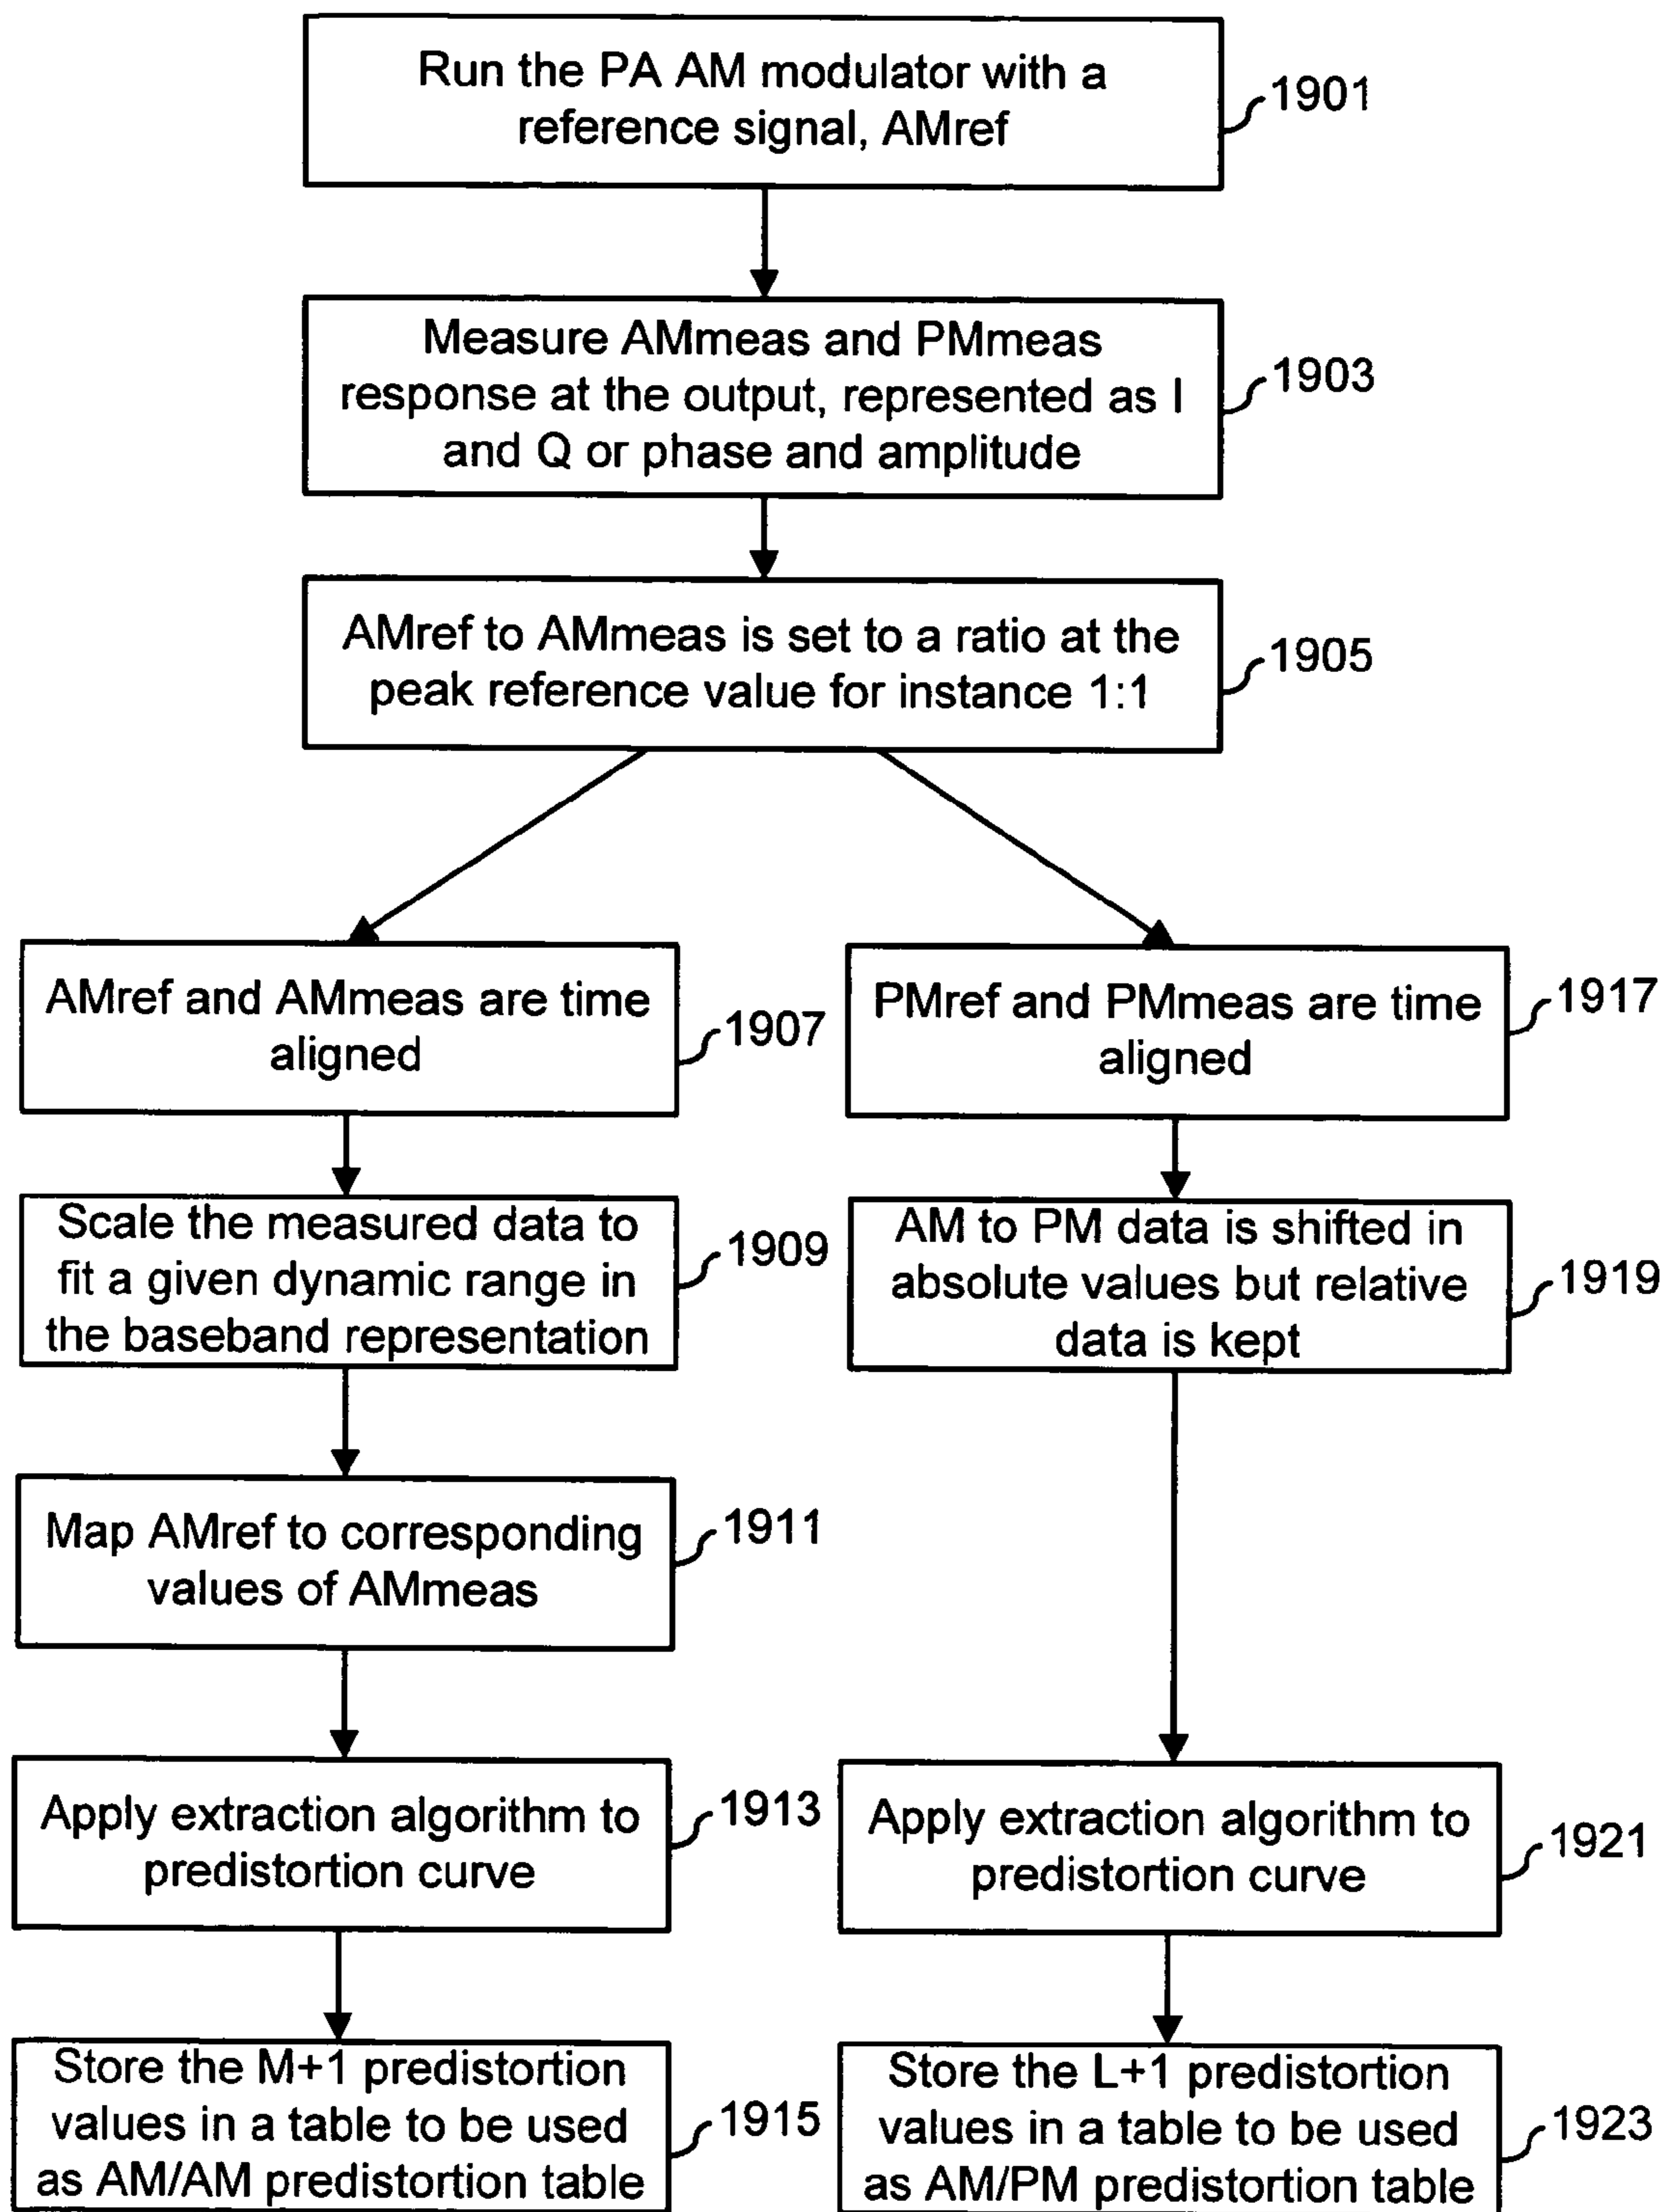 Run the PA AM modulator with a
reference signal, AMref
1901
Measure AMmeas and PMmeas
response at the output, represented as I
and Q or phase and amplitude
1903
AMref to AMmeas is set to a ratio at the
peak reference value for instance 1:1
1905
AMref and AMmeas are time
aligned
1907
Scale the measured data to
fit a given dynamic range in
the baseband representation
1909
Map AMref to corresponding
values of AMmeas
1911
Apply extraction algorithm to
predistortion curve
1913
Store the M+1 predistortion
values in a table to be used
as AM/AM predistortion table
1915
PMref and PMmeas are time
aligned
1917
AM to PM data is shifted in
absolute values but relative
data is kept
1919
Apply extraction algorithm to
predistortion curve
1921
Store the L+1 predistortion
values in a table to be used
as AM/PM predistortion table
1923